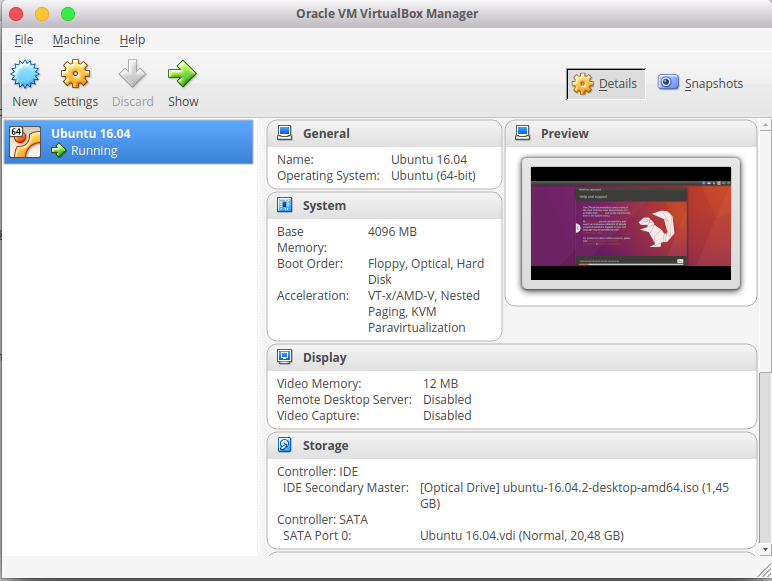 Oracle VM VirtualBox Manager
File Machine Help
New Settings Discard Show Details Snapshots
64
Ubuntu 16.04
Running
General
Name: Ubuntu 16.04
Operating System: Ubuntu (64-bit)
System
Base Memory: 4096 MB
Boot Order: Floppy, Optical, Hard
Disk
Acceleration: VT-x/AMD-V, Nested
Paging, KVM
Paravirtualization
Preview
Help and support
Display
Video Memory: 12 MB
Remote Desktop Server: Disabled
Video Capture: Disabled
Storage
Controller: IDE
IDE Secondary Master: [Optical Drive] ubuntu-16.04.2-desktop-amd64.iso (1,45
GB)
Controller: SATA
SATA Port 0: Ubuntu 16.04.vdi (Normal, 20,48 GB)